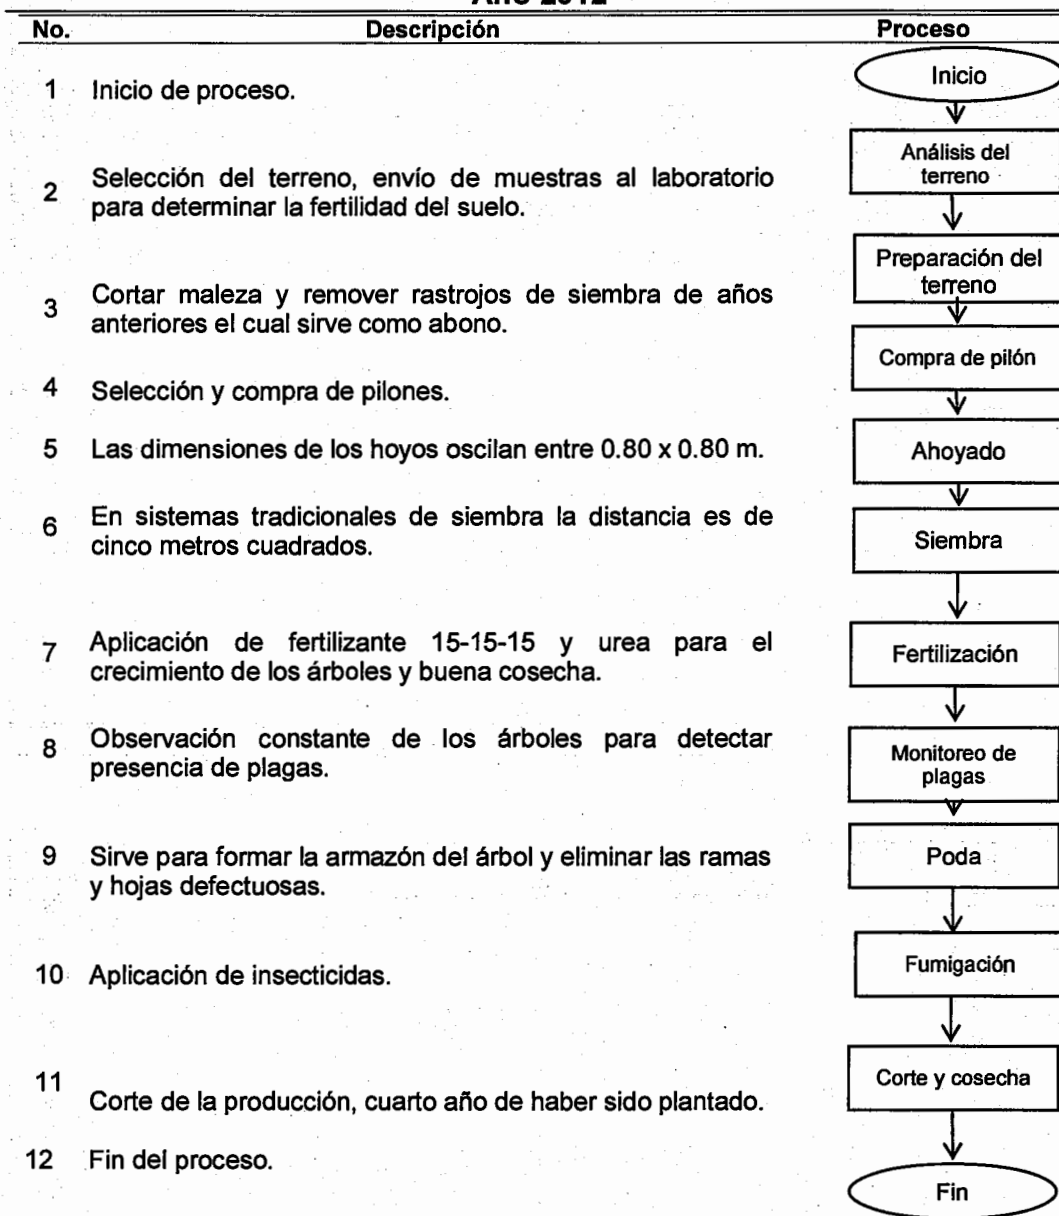 Año 2012
No. Descripción Proceso
Inicio
1 Inicio de proceso.
Análisis del
terreno
2 Selección del terreno, envío de muestras al laboratorio
para determinar la fertilidad del suelo.
Preparación del
terreno
3 Cortar maleza y remover rastrojos de siembra de años
anteriores el cual sirve como abono.
Compra de pilón
4 Selección y compra de pilones.
5 Las dimensiones de los hoyos oscilan entre 0.80 x 0.80 m.
Ahoyado
6 En sistemas tradicionales de siembra la distancia es de
cinco metros cuadrados.
Siembra
7 Aplicación de fertilizante 15-15-15 y urea para el
crecimiento de los árboles y buena cosecha.
Fertilización
8 Observación constante de los árboles para detectar
presencia de plagas.
Monitoreo de
plagas
9 Sirve para formar la armazón del árbol y eliminar las ramas
y hojas defectuosas.
Poda
10 Aplicación de insecticidas.
Fumigación
11
Corte de la producción, cuarto año de haber sido plantado.
Corte y cosecha
12 Fin del proceso.
Fin